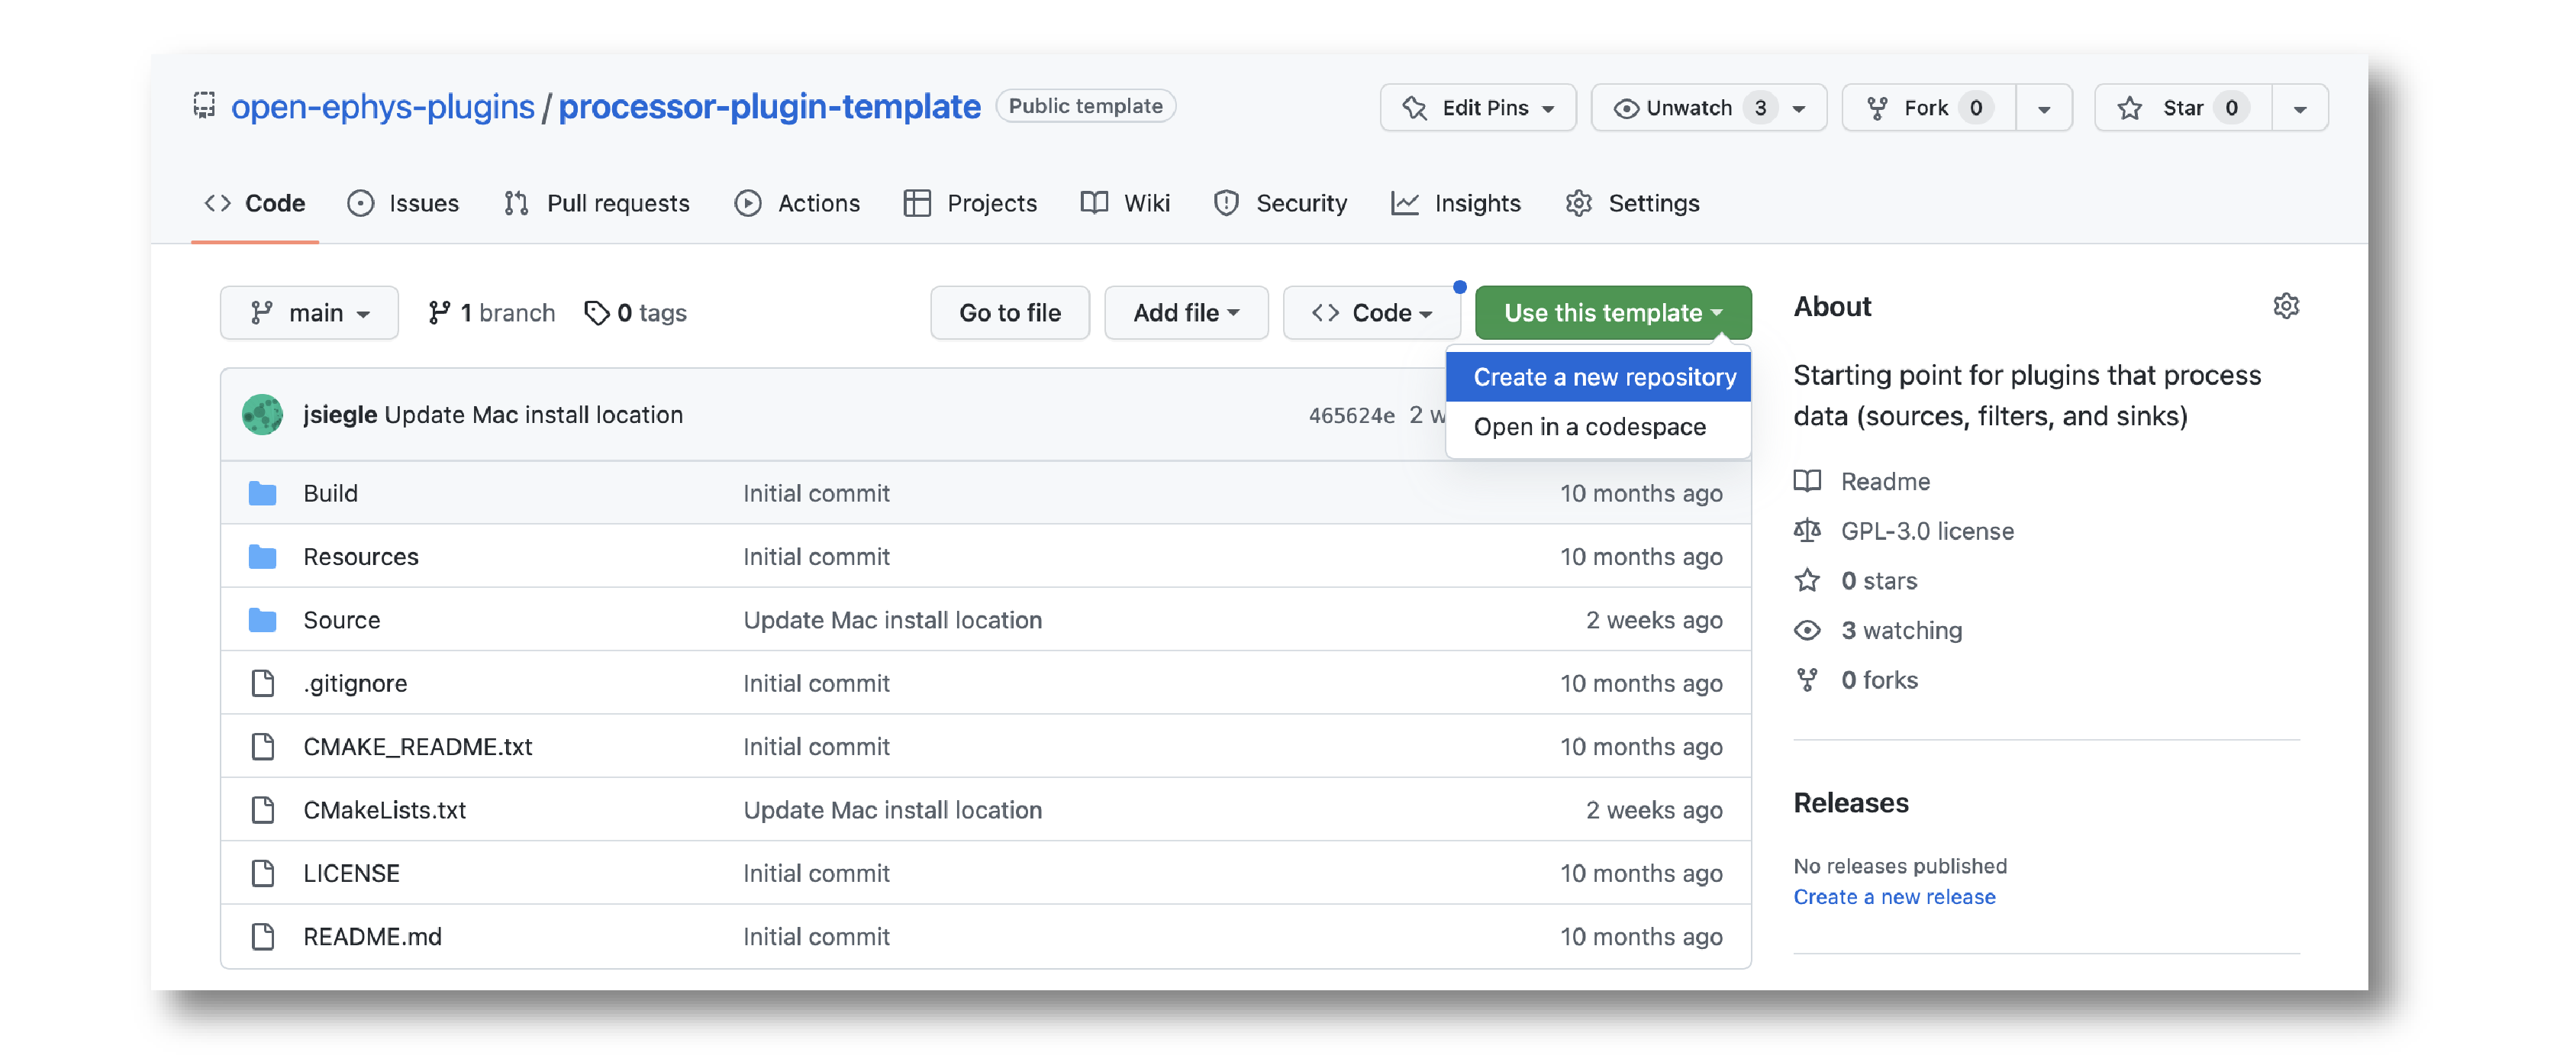 open-ephys-plugins / processor-plugin-template Public template Edit Pins Unwatch 3 Fork 0 Star 0
Code Issues Pull requests Actions Projects Wiki Security Insights Settings
main 1 branch 0 tags Go to file Add file Code Use this template
Create a new repository
Open in a codespace
jsiegle Update Mac install location 465624e 2 w
Build Initial commit 10 months ago
Resources Initial commit 10 months ago
Source Update Mac install location 2 weeks ago
.gitignore Initial commit 10 months ago
CMAKE_README.txt Initial commit 10 months ago
CMakeLists.txt Update Mac install location 2 weeks ago
LICENSE Initial commit 10 months ago
README.md Initial commit 10 months ago
About
Starting point for plugins that process
data (sources, filters, and sinks)
Readme
GPL-3.0 license
0 stars
3 watching
0 forks
Releases
No releases published
Create a new release